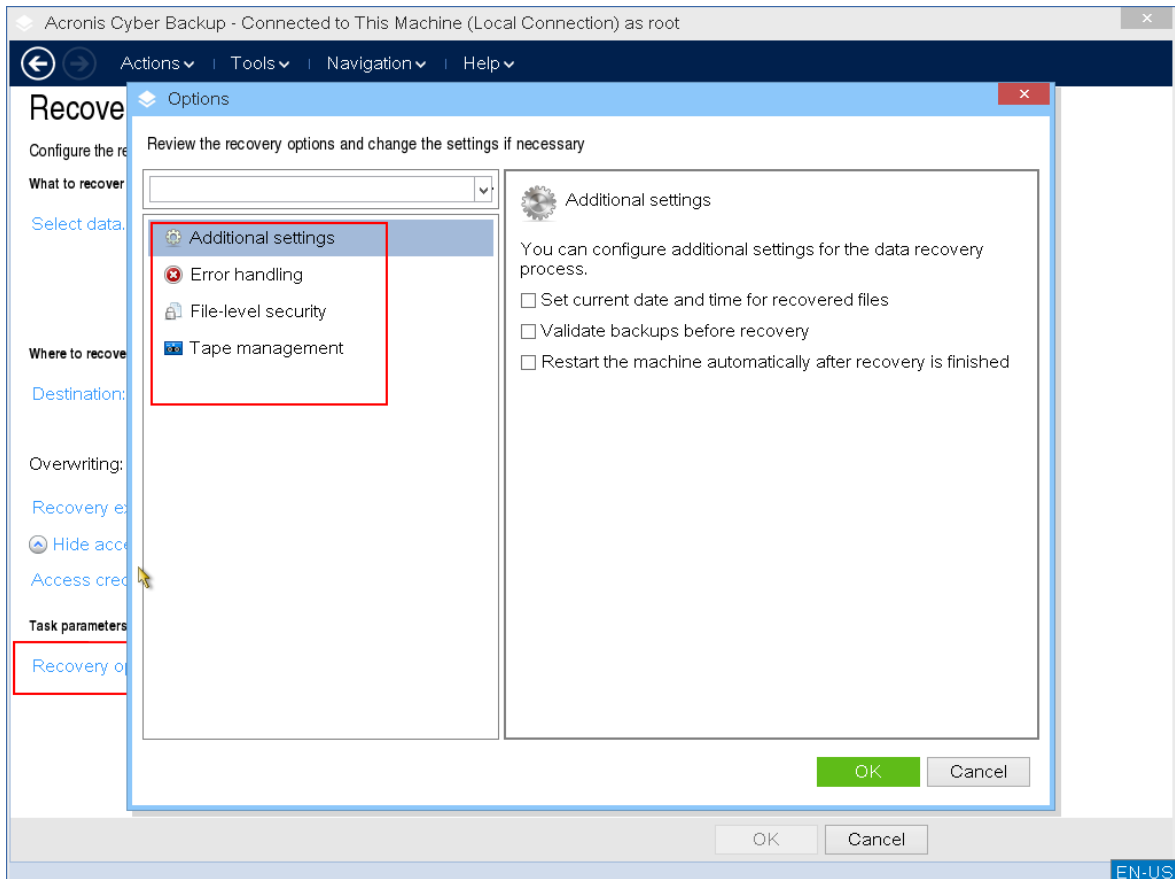 Acronis Cyber Backup - Connected to This Machine (Local Connection) as root
Actions
Tools
Navigation
Help
Recove
Configure the re
What to recover
Select data.
Where to recove
Destination:
Overwriting:
Recovery e
Hide acce
Access cred
Task parameters
Recovery o
Options
Review the recovery options and change the settings if necessary
Additional settings
Error handling
File-level security
Tape management
Additional settings
You can configure additional settings for the data recovery
process.
Set current date and time for recovered files
Validate backups before recovery
Restart the machine automatically after recovery is finished
OK
Cancel
OK
Cancel
EN-US